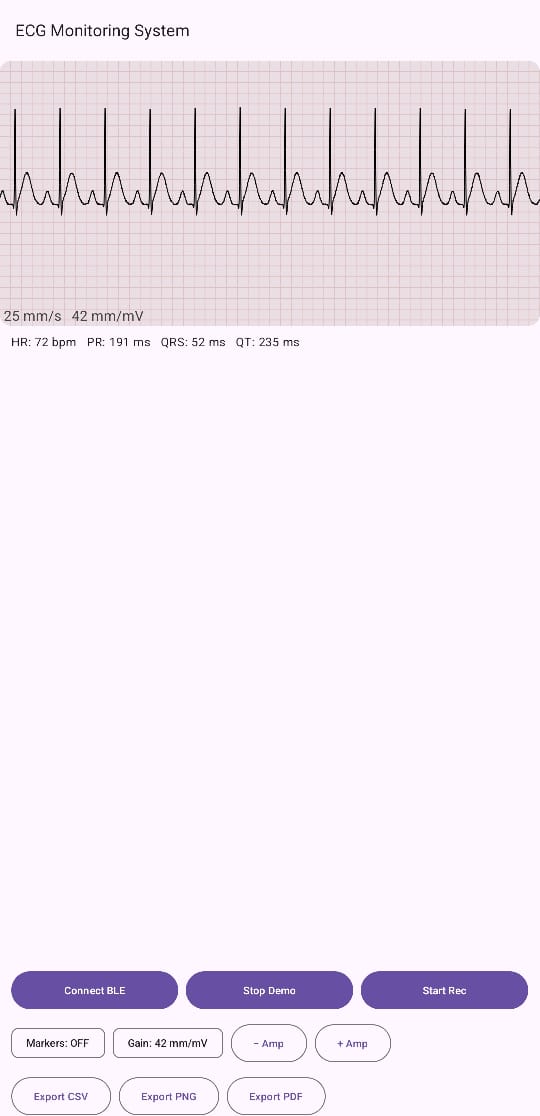 ECG Monitoring System
25 mm/s 42 mm/mV
HR: 72 bpm PR: 191 ms QRS: 52 ms QT: 235 ms
Connect BLE Stop Demo Start Rec
Markers: OFF Gain: 42 mm/mV − Amp + Amp
Export CSV Export PNG Export PDF